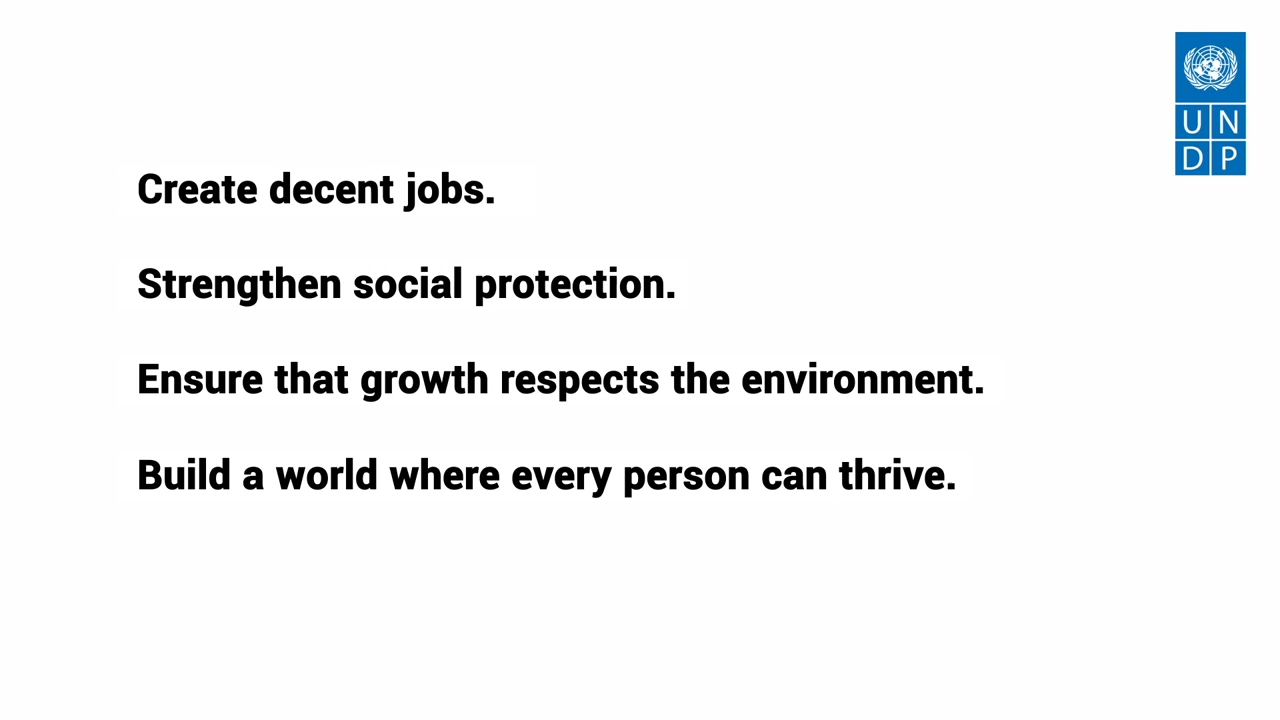 U N
D P
Create decent jobs.
Strengthen social protection.
Ensure that growth respects the environment.
Build a world where every person can thrive.